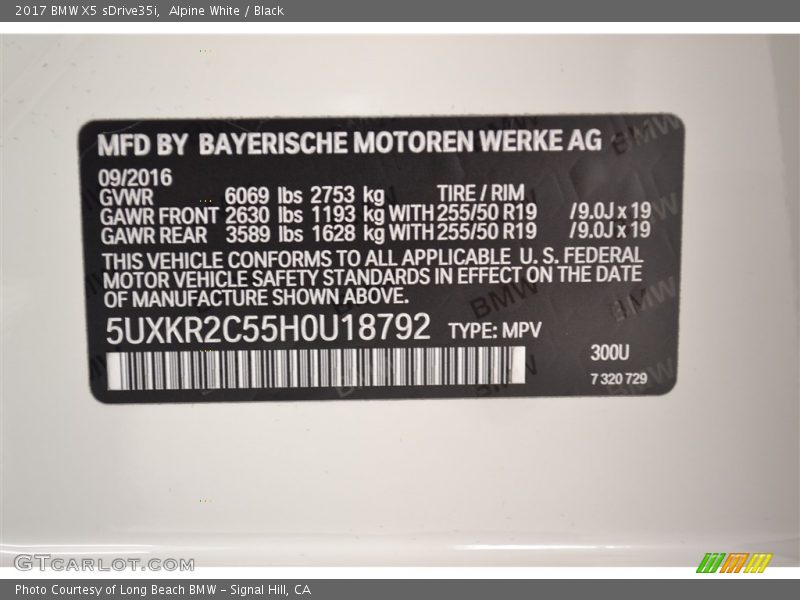 2017 BMW X5 sDrive35i, Alpine White / Black
MFD BY BAYERISCHE MOTOREN WERKE AG
09/2016
GVWR 6069 lbs 2753 kg TIRE / RIM
GAWR FRONT 2630 lbs 1193 kg WITH 255/50 R19 /9.0J x 19
GAWR REAR 3589 lbs 1628 kg WITH 255/50 R19 /9.0J x 19
THIS VEHICLE CONFORMS TO ALL APPLICABLE U. S. FEDERAL
MOTOR VEHICLE SAFETY STANDARDS IN EFFECT ON THE DATE
OF MANUFACTURE SHOWN ABOVE.
5UXKR2C55H0U18792 TYPE: MPV
300U
7 320 729
GTCARLOT.COM
Photo Courtesy of Long Beach BMW - Signal Hill, CA